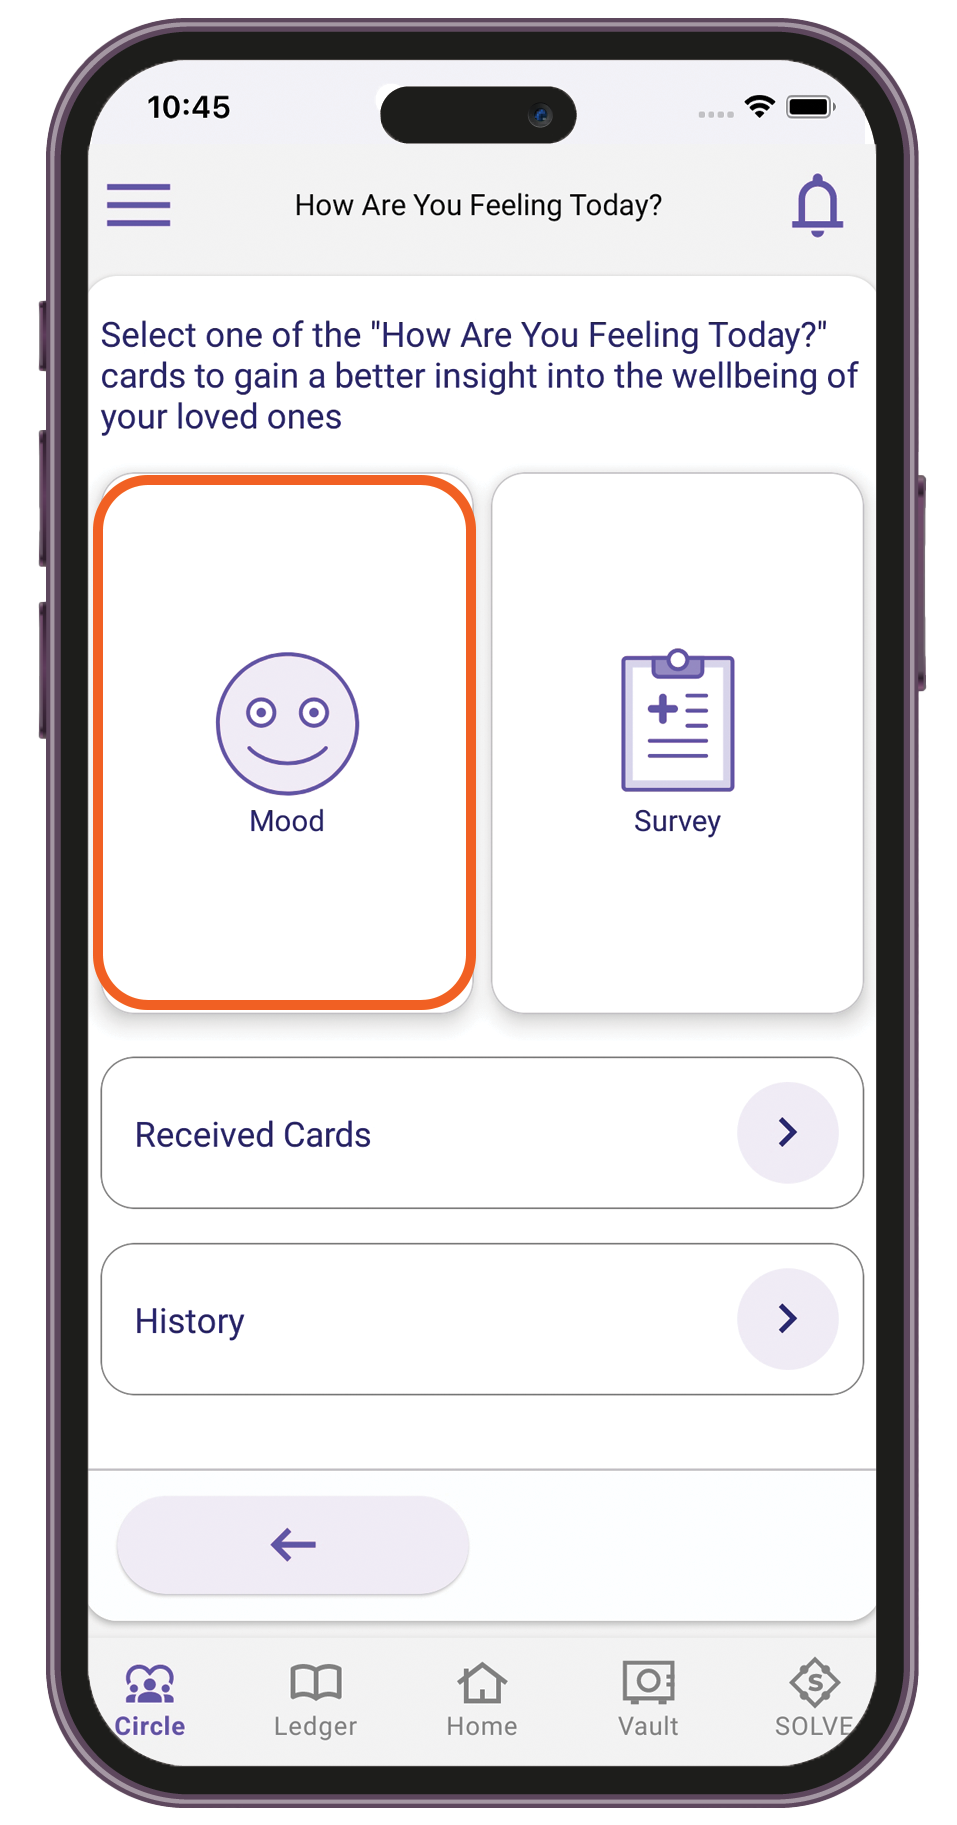 10:45
How Are You Feeling Today?
Select one of the "How Are You Feeling Today?"
cards to gain a better insight into the wellbeing of
your loved ones
Mood
Survey
Received Cards
History
Circle
Ledger
Home
Vault
S
SOLVE